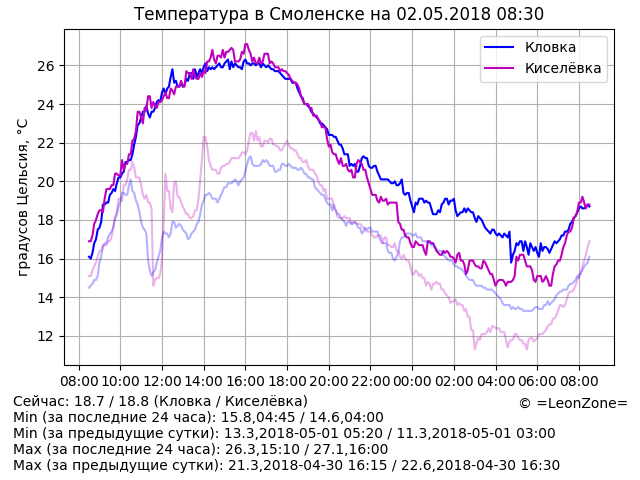 Температура в Смоленске на 02.05.2018 08:30
Кловка
Киселёвка
градусов Цельсия, °C
26
24
22
20
18
16
14
12
08:00 10:00 12:00 14:00 16:00 18:00 20:00 22:00 00:00 02:00 04:00 06:00 08:00
Сейчас: 18.7 / 18.8 (Кловка / Киселёвка)
© =LeonZone=
Min (за последние 24 часа): 15.8,04:45 / 14.6,04:00
Min (за предыдущие сутки): 13.3,2018-05-01 05:20 / 11.3,2018-05-01 03:00
Max (за последние 24 часа): 26.3,15:10 / 27.1,16:00
Max (за предыдущие сутки): 21.3,2018-04-30 16:15 / 22.6,2018-04-30 16:30